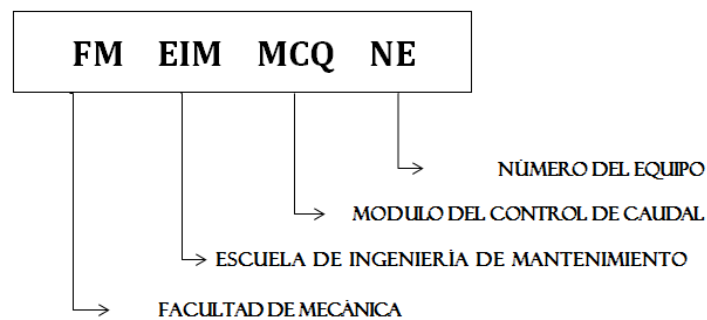 FM EIM MCQ NE
NÚMERO DEL EQUIPO
MODULO DEL CONTROL DE CAUDAL
ESCUELA DE INGENIERÍA DE MANTENIMIENTO
FACULTAD DE MECÁNICA